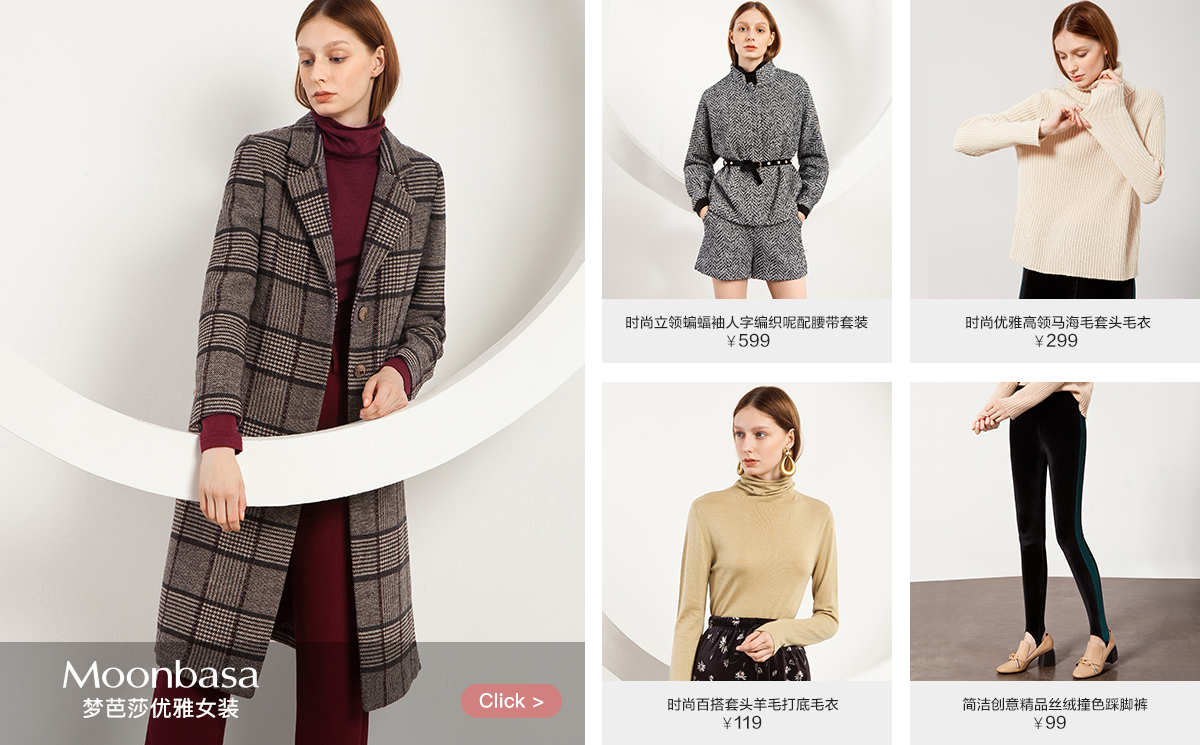 Moonbasa
梦芭莎优雅女装
Click >
时尚立领蝙蝠袖人字编织呢配腰带套装
¥599
时尚优雅高领马海毛套头毛衣
¥299
时尚百搭套头羊毛打底毛衣
¥119
简洁创意精品丝绒撞色踩脚裤
¥99